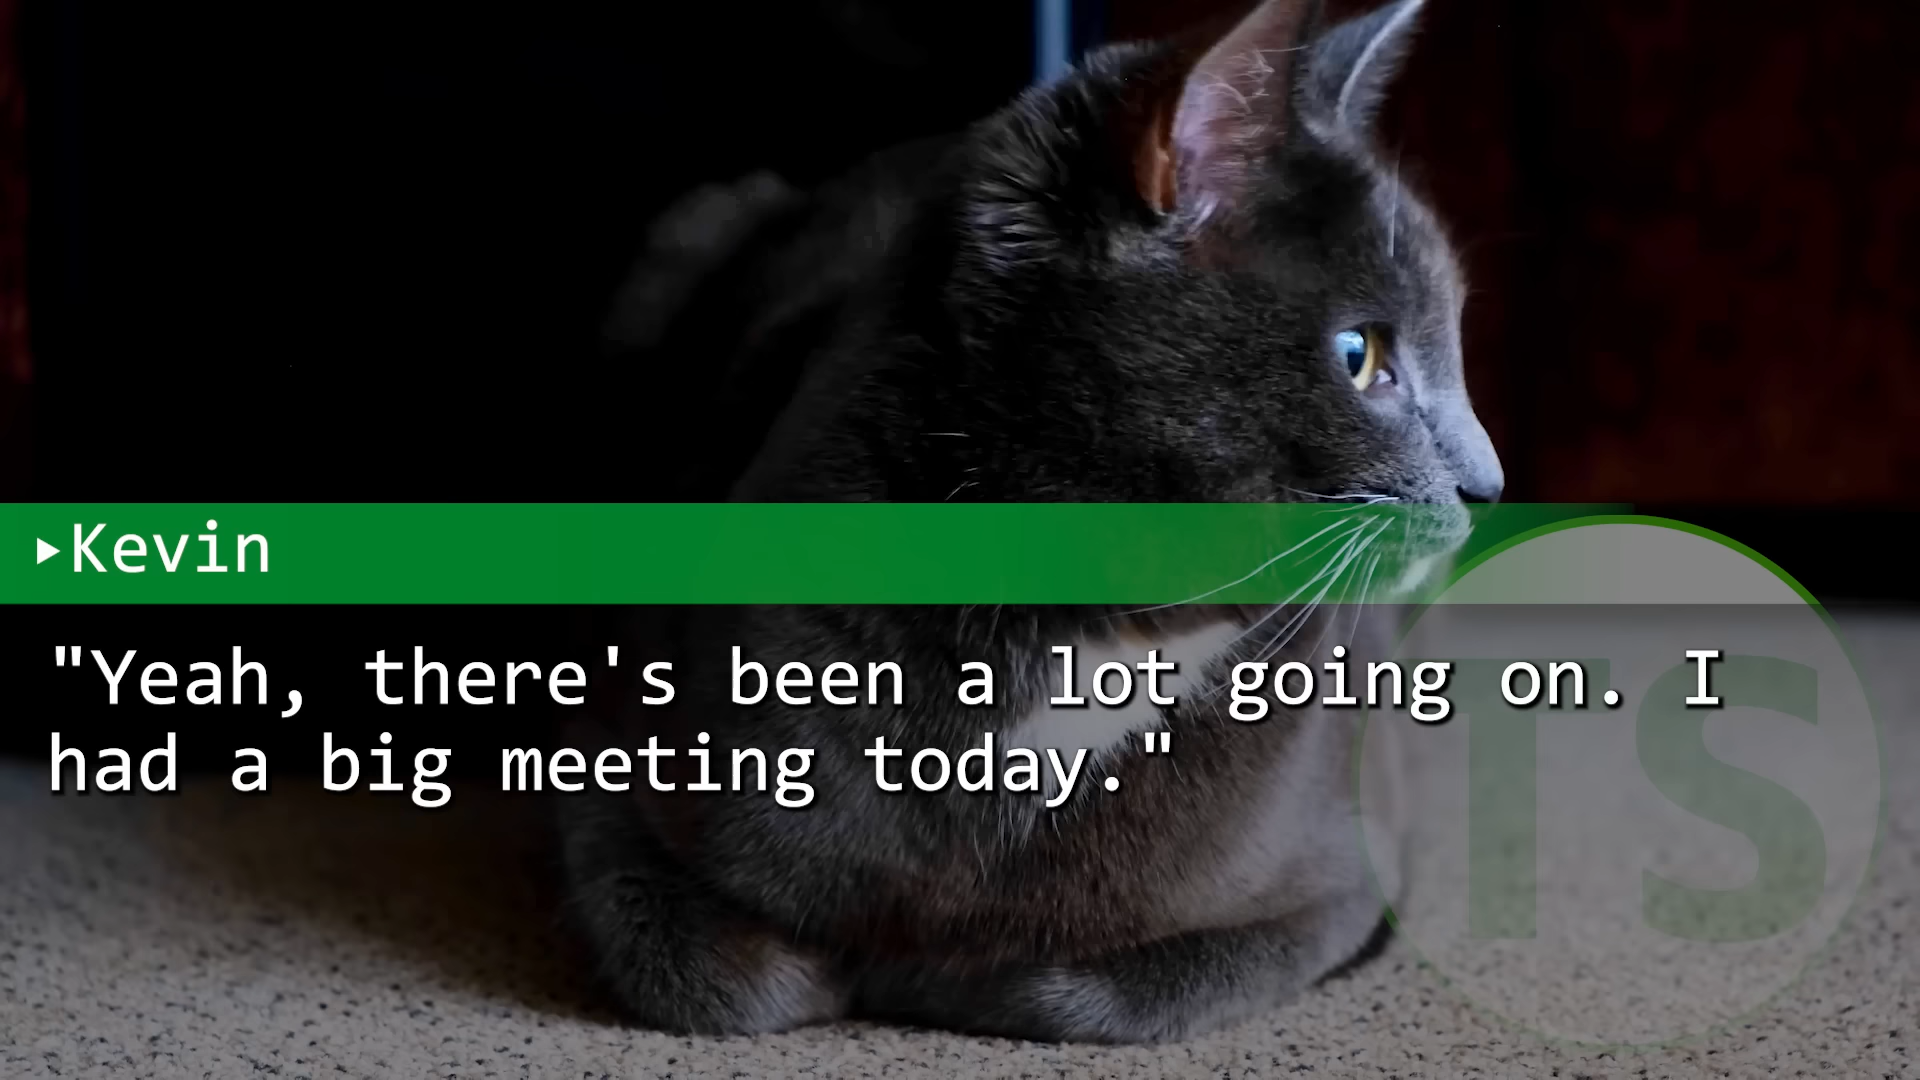 ▶Kevin
"Yeah, there's been a lot going on. I
had a big meeting today."
TS